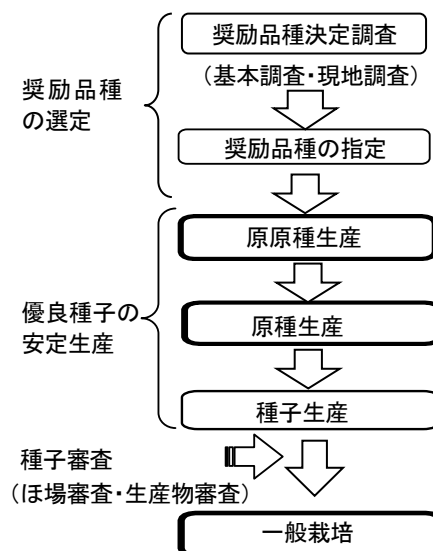 奨励品種決定調査
（基本調査・現地調査）
奨励品種
の選定
奨励品種の指定
原原種生産
優良種子の
安定生産
原種生産
種子生産
種子審査
（ほ場審査・生産物審査）
一般栽培